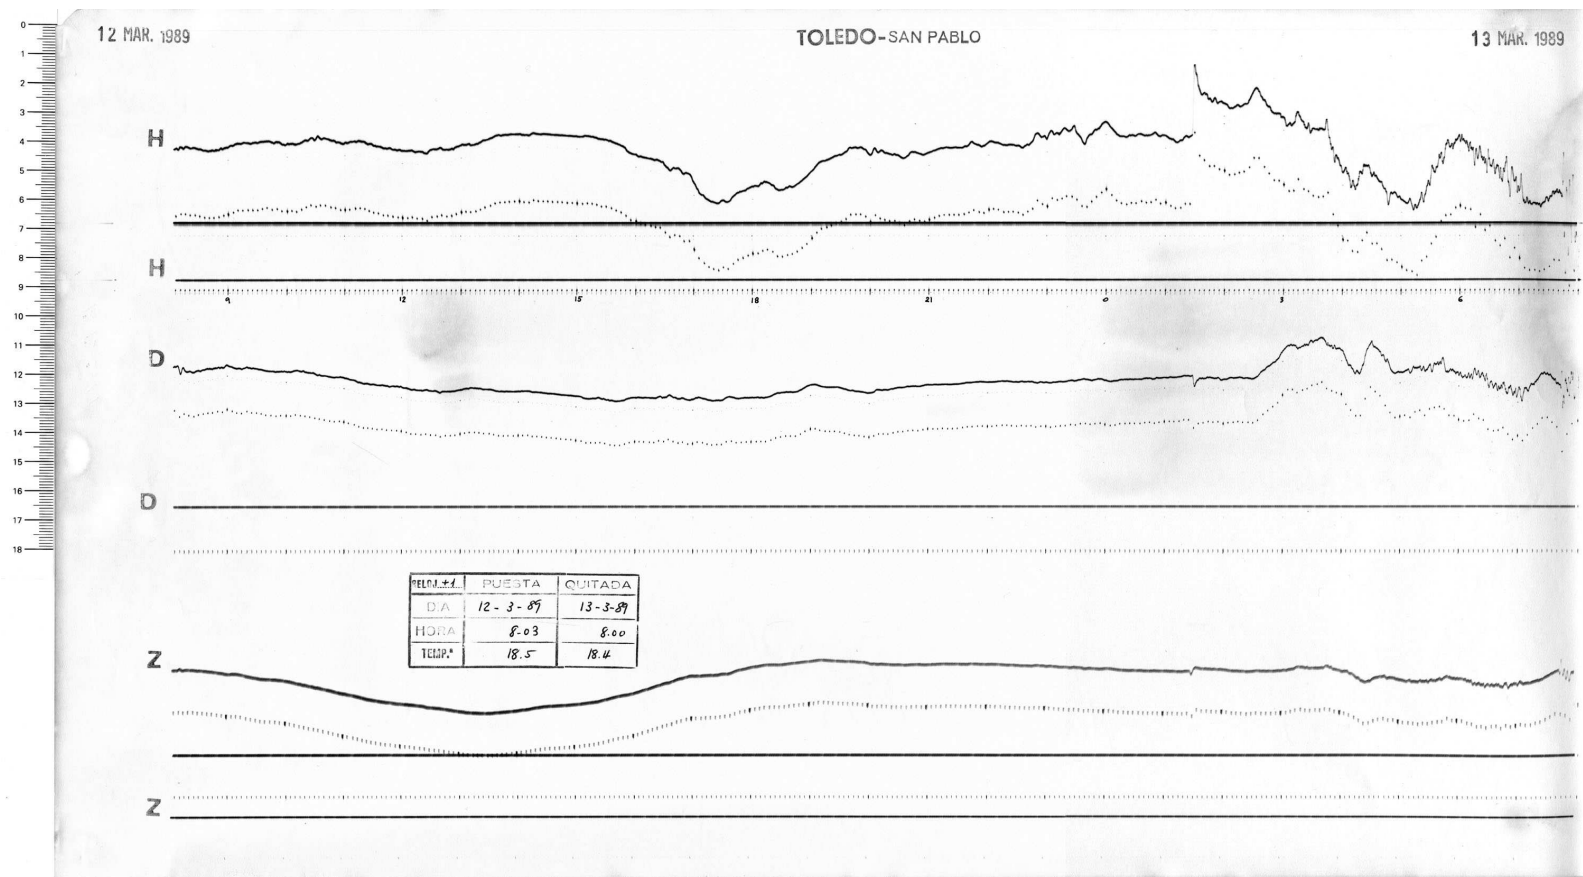 0
12 MAR. 1989 TOLEDO-SAN PABLO 13 MAR. 1989
1
2
3
4
H
5
6
7
8
H
9
9 12 15 18 21 0 3 6
10
11
D
12
13
14
15
16
D
17
18
RELOJ +1 PUESTA QUITADA
DIA 12-3-89 13-3-89
HORA 8-03 8.00
TEMP.ª 18.5 18.4
Z
Z